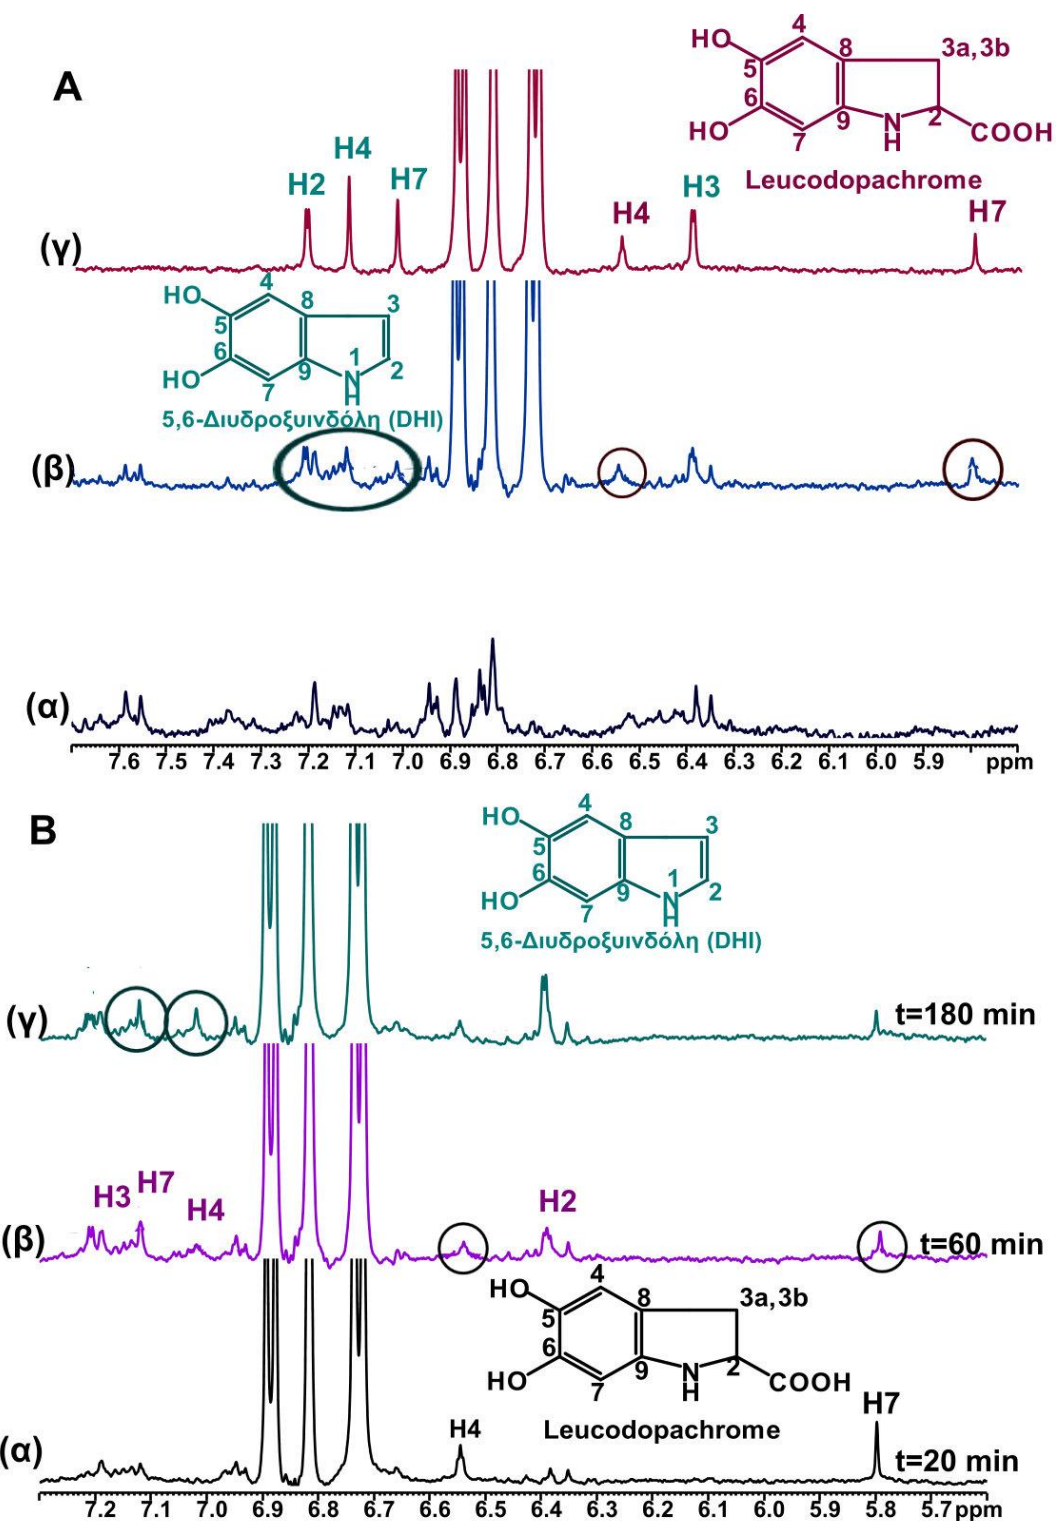 A
HO
4
5
8
3a,3b
6
HO
7
9
N
H
2
COOH
Leucodopachrome
H2
H4
H7
H4
H3
H7
(γ)
HO
4
5
8
3
6
HO
7
9
1
N
H
2
5,6-Διυδροξυινδόλη (DHI)
(β)
(α)
7.6 7.5 7.4 7.3 7.2 7.1 7.0 6.9 6.8 6.7 6.6 6.5 6.4 6.3 6.2 6.1 6.0 5.9 ppm
B
HO
4
5
8
3
6
HO
7
9
1
N
H
2
5,6-Διυδροξυινδόλη (DHI)
(γ)
t=180 min
H3
H7
H4
H2
(β)
t=60 min
HO
4
5
8
3a,3b
6
HO
7
9
N
H
2
COOH
Leucodopachrome
H4
H7
(α)
t=20 min
7.2 7.1 7.0 6.9 6.8 6.7 6.6 6.5 6.4 6.3 6.2 6.1 6.0 5.9 5.8 5.7 ppm